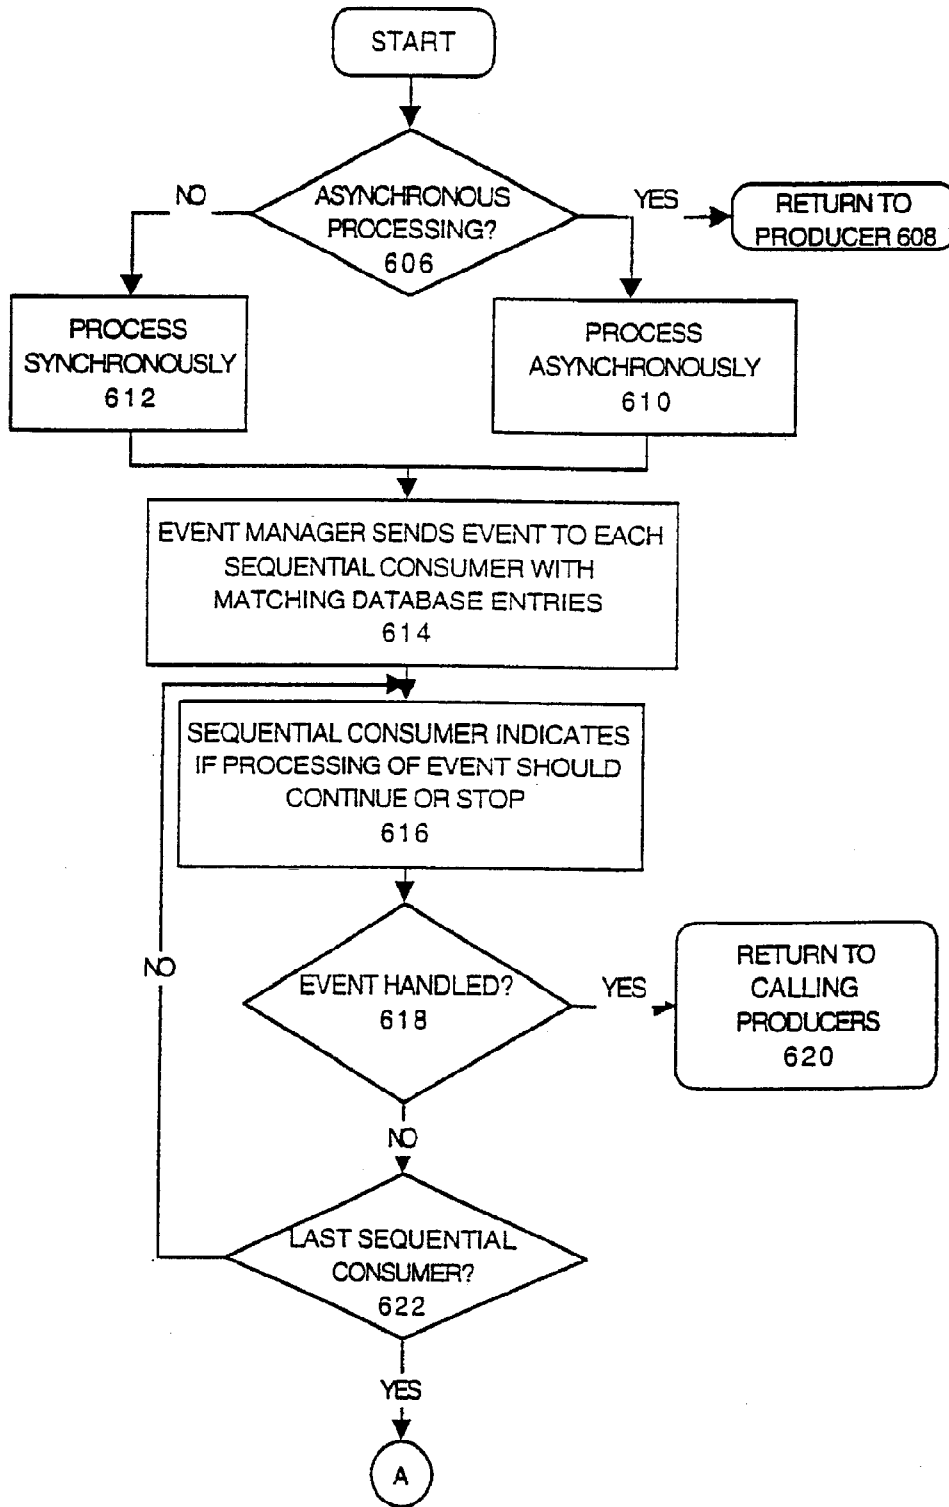 START
ASYNCHRONOUS
PROCESSING?
606
NO
YES
RETURN TO
PRODUCER 608
PROCESS
SYNCHRONOUSLY
612
PROCESS
ASYNCHRONOUSLY
610
EVENT MANAGER SENDS EVENT TO EACH
SEQUENTIAL CONSUMER WITH
MATCHING DATABASE ENTRIES
614
SEQUENTIAL CONSUMER INDICATES
IF PROCESSING OF EVENT SHOULD
CONTINUE OR STOP
616
NO
EVENT HANDLED?
618
YES
RETURN TO
CALLING
PRODUCERS
620
NO
LAST SEQUENTIAL
CONSUMER?
622
YES
A